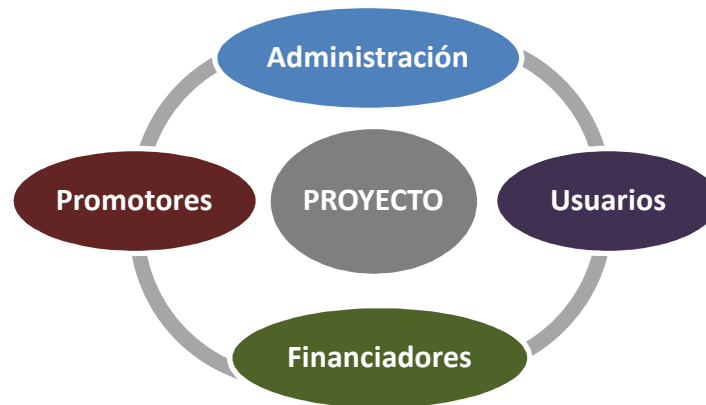 Administración
Promotores
PROYECTO
Usuarios
Financiadores